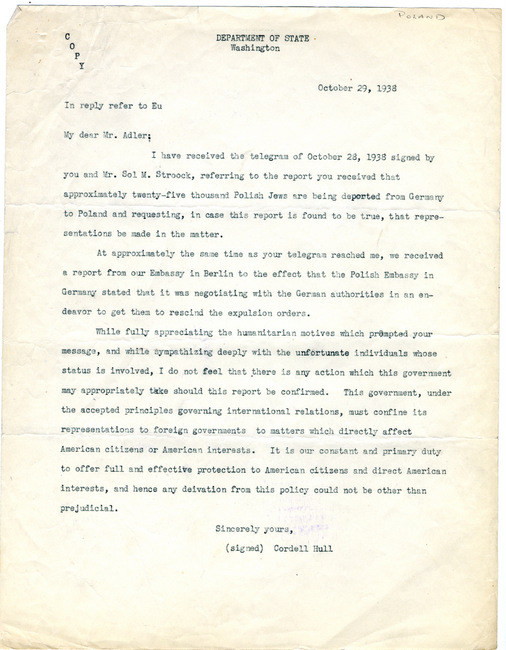 POLAND
COPY
DEPARTMENT OF STATE
Washington
October 29, 1938
In reply refer to Eu
My dear Mr. Adler:
I have received the telegram of October 28, 1938 signed by
you and Mr. Sol M. Stroock, referring to the report you received that
approximately twenty-five thousand Polish Jews are being deported from Germany
to Poland and requesting, in case this report is found to be true, that repre-
sentations be made in the matter.
At approximately the same time as your telegram reached me, we received
a report from our Embassy in Berlin to the effect that the Polish Embassy in
Germany stated that it was negotiating with the German authorities in an en-
deavor to get them to rescind the expulsion orders.
While fully appreciating the humanitarian motives which prompted your
message, and while sympathizing deeply with the unfortunate individuals whose
status is involved, I do not feel that there is any action which this government
may appropriately take should this report be confirmed. This government, under
the accepted principles governing international relations, must confine its
representations to foreign governments to matters which directly affect
American citizens or American interests. It is our constant and primary duty
to offer full and effective protection to American citizens and direct American
interests, and hence any deivation from this policy could not be other than
prejudicial.
Sincerely yours,
(signed) Cordell Hull